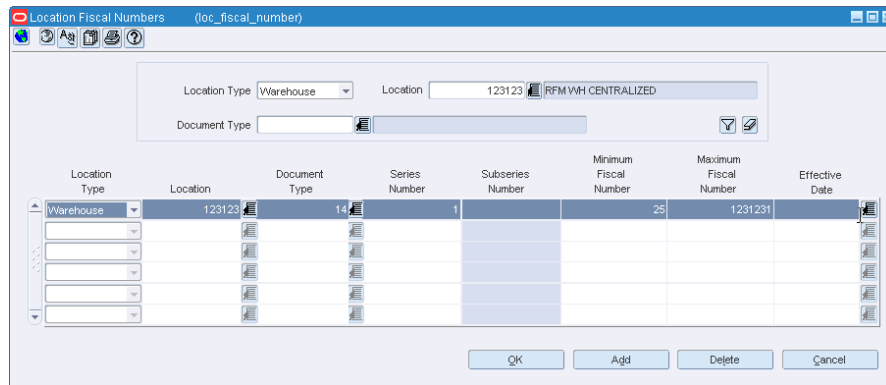 Location Fiscal Numbers (loc_fiscal_number)
Location Type Warehouse Location 123123 RFM WH CENTRALIZED
Document Type
Location Type Location Document Type Series Number Subseries Number Minimum Fiscal Number Maximum Fiscal Number Effective Date
Warehouse 123123 14 1 25 1231231
OK Add Delete Cancel